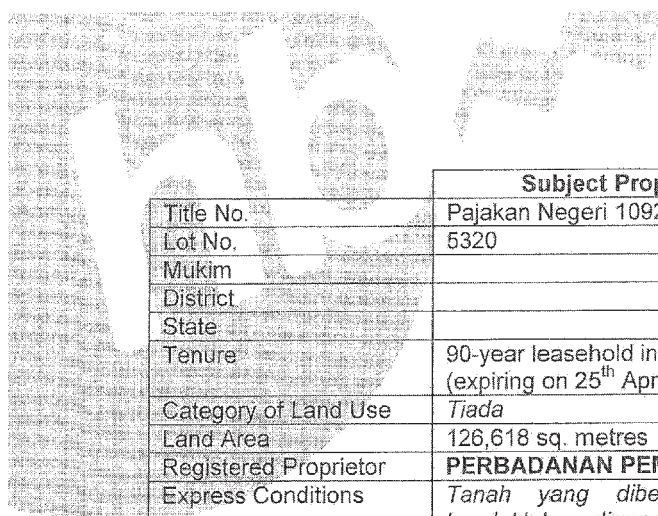 Subject Prop
Title No. Pajakan Negeri 1092
Lot No. 5320
Mukim
District
State
Tenure 90-year leasehold in
(expiring on 25th Apr
Category of Land Use Tiada
Land Area 126,618 sq. metres
Registered Proprietor PERBADANAN PE
Express Conditions Tanah yang dibe